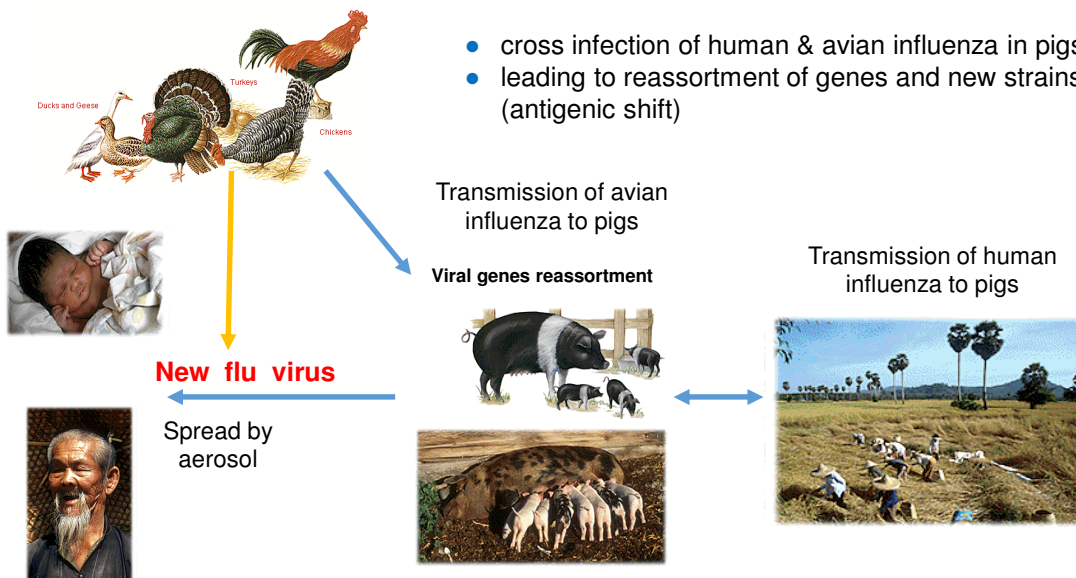 ● cross infection of human & avian influenza in pigs
● leading to reassortment of genes and new strains
(antigenic shift)
Turkeys
Ducks and Geese
Chickens
Transmission of avian
influenza to pigs
Viral genes reassortment
Transmission of human
influenza to pigs
New flu virus
Spread by
aerosol